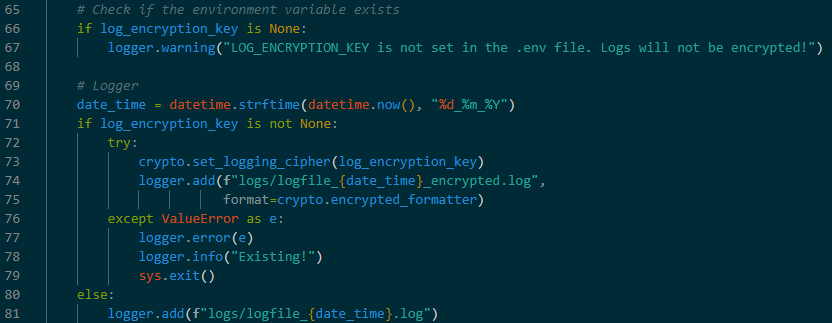 65 # Check if the environment variable exists
66 if log_encryption_key is None:
67 logger.warning("LOG_ENCRYPTION_KEY is not set in the .env file. Logs will not be encrypted!")
68
69 # Logger
70 date_time = datetime.strftime(datetime.now(), "%d_%m_%Y")
71 if log_encryption_key is not None:
72 try:
73 crypto.set_logging_cipher(log_encryption_key)
74 logger.add(f"logs/logfile_{date_time}_encrypted.log",
75 format=crypto.encrypted_formatter)
76 except ValueError as e:
77 logger.error(e)
78 logger.info("Existing!")
79 sys.exit()
80 else:
81 logger.add(f"logs/logfile_{date_time}.log")